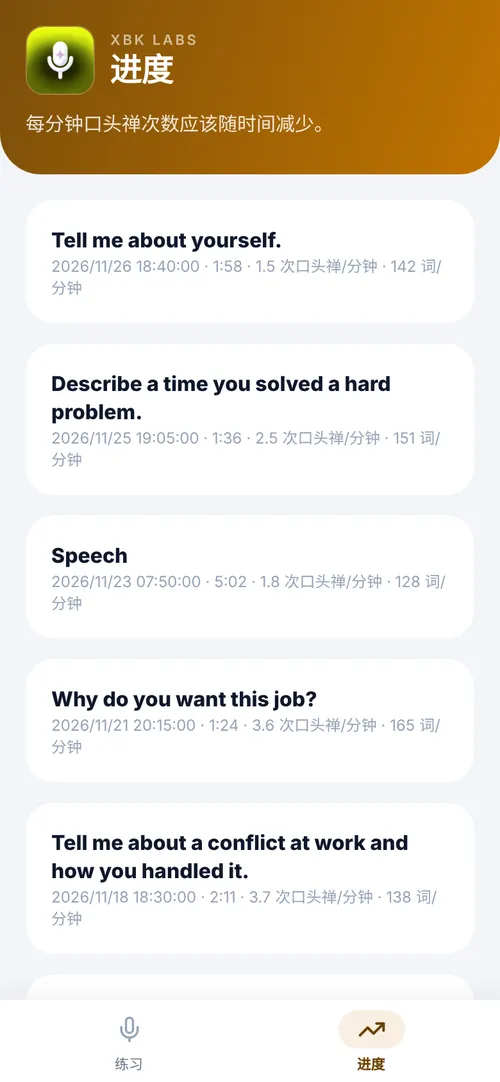 XBK LABS
进度
每分钟口头禅次数应该随时间减少。
Tell me about yourself.
2026/11/26 18:40:00 · 1:58 · 1.5 次口头禅/分钟 · 142 词/
分钟
Describe a time you solved a hard
problem.
2026/11/25 19:05:00 · 1:36 · 2.5 次口头禅/分钟 · 151 词/
分钟
Speech
2026/11/23 07:50:00 · 5:02 · 1.8 次口头禅/分钟 · 128 词/
分钟
Why do you want this job?
2026/11/21 20:15:00 · 1:24 · 3.6 次口头禅/分钟 · 165 词/
分钟
Tell me about a conflict at work and
how you handled it.
2026/11/18 18:30:00 · 2:11 · 3.7 次口头禅/分钟 · 138 词/
分钟
练习
进度